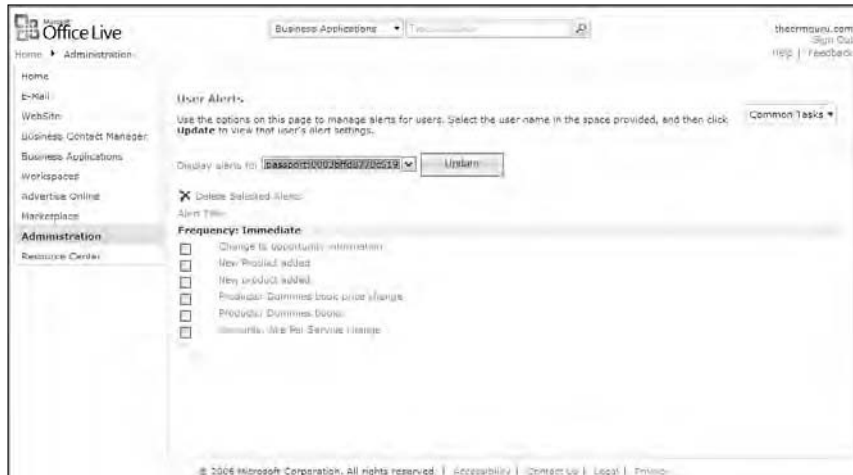 Microsoft
Office Live
Business Applications
thecrmguru.com
Sign Out
Home Administration
Help | Feedback
Home
E-Mail
WebSite
Business Contact Manager
Business Applications
Workspaces
Advertise Online
Marketplace
Administration
Resource Center
User Alerts
Use the options on this page to manage alerts for users. Select the user name in the space provided, and then click
Update to view that user's alert settings.
Common Tasks
Display alerts for
Update
Delete Selected Alerts
Alert Title
Frequency: Immediate
Change to opportunity information
New Product added
New product added
Products: Dummies book price change
Products: Dummies books
change
© 2006 Microsoft Corporation. All rights reserved. | Accessibility | Contact Us | Legal | Privacy